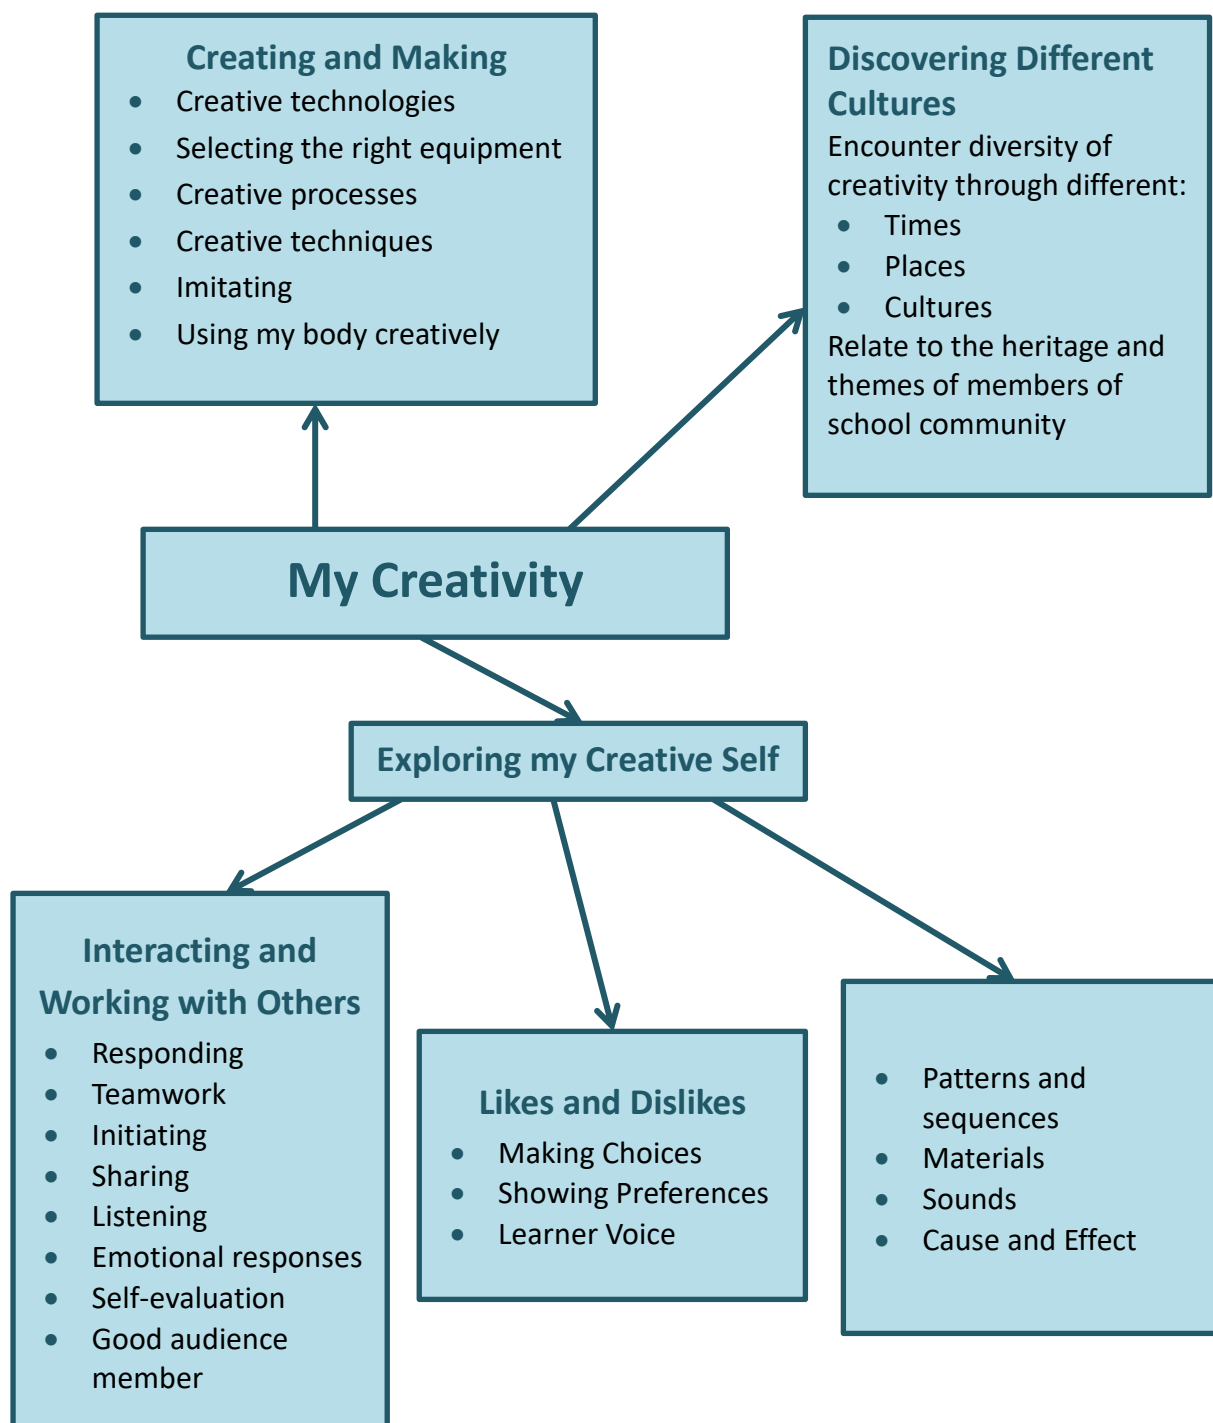 Creating and Making
• Creative technologies
• Selecting the right equipment
• Creative processes
• Creative techniques
• Imitating
• Using my body creatively
Discovering Different
Cultures
Encounter diversity of
creativity through different:
• Times
• Places
• Cultures
Relate to the heritage and
themes of members of
school community
My Creativity
Exploring my Creative Self
Interacting and
Working with Others
• Responding
• Teamwork
• Initiating
• Sharing
• Listening
• Emotional responses
• Self-evaluation
• Good audience
member
Likes and Dislikes
• Making Choices
• Showing Preferences
• Learner Voice
• Patterns and
sequences
• Materials
• Sounds
• Cause and Effect